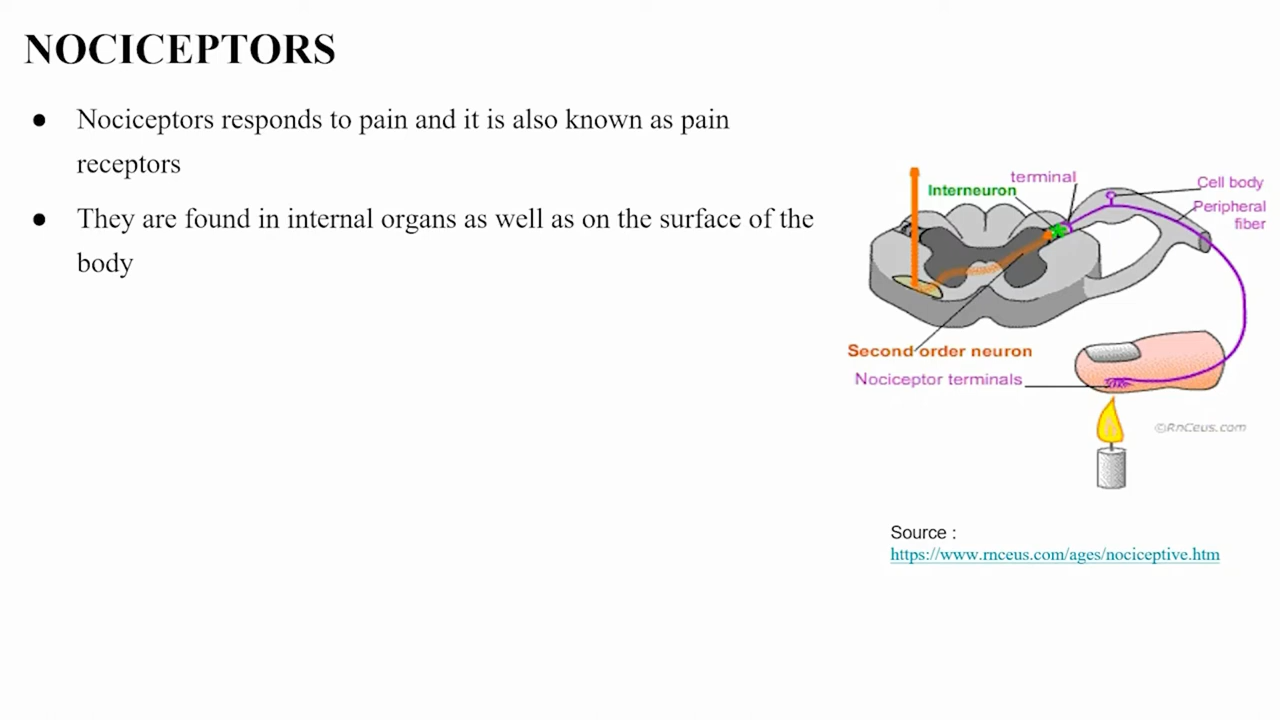 NOCICEPTORS
● Nociceptors responds to pain and it is also known as pain
receptors
● They are found in internal organs as well as on the surface of the
body
terminal
Interneuron
Cell body
Peripheral
fiber
Second order neuron
Nociceptor terminals
©RnCeus.com
Source :
https://www.rnceus.com/ages/nociceptive.htm